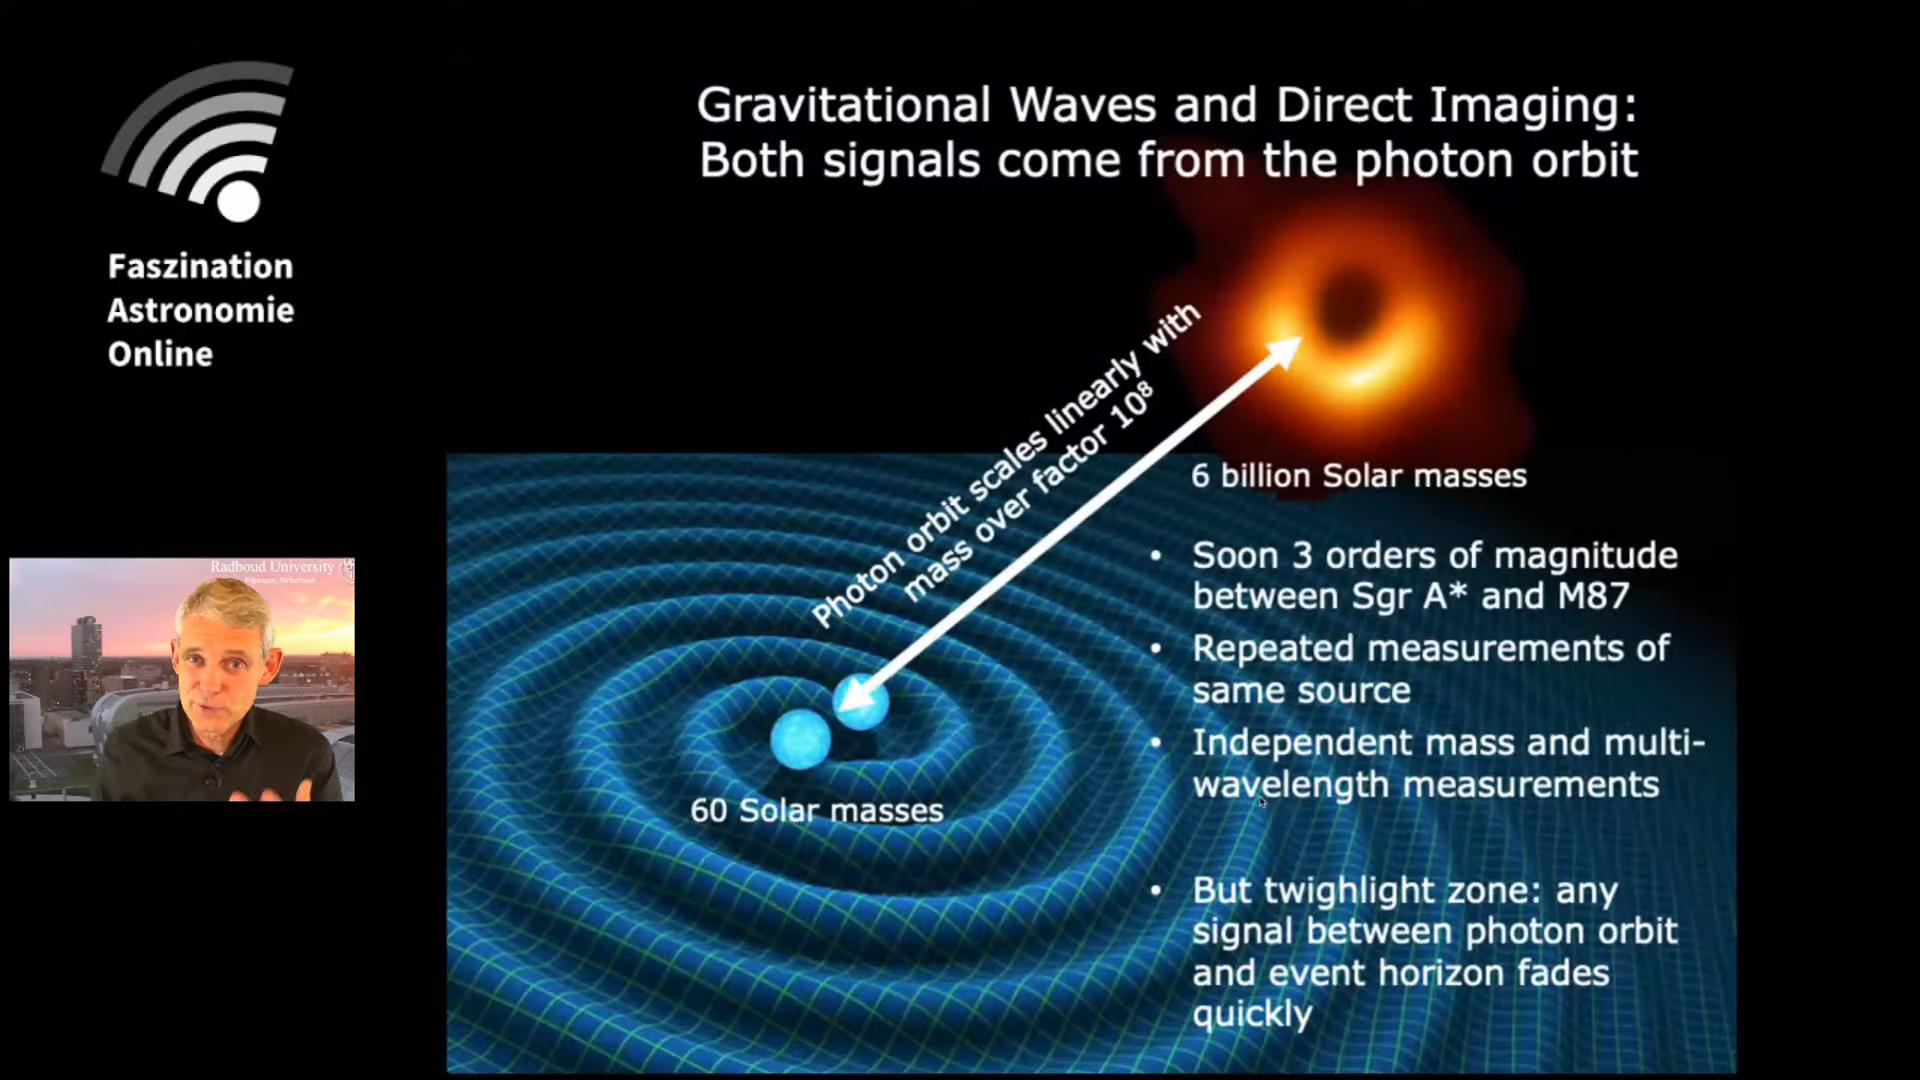 Faszination
Astronomie
Online
Gravitational Waves and Direct Imaging:
Both signals come from the photon orbit
Photon orbit scales linearly with
mass over factor 10⁸
6 billion Solar masses
• Soon 3 orders of magnitude
between Sgr A* and M87
• Repeated measurements of
same source
• Independent mass and multi-
wavelength measurements
• But twighlight zone: any
signal between photon orbit
and event horizon fades
quickly
60 Solar masses
Radboud University
Nijmegen, Netherlands